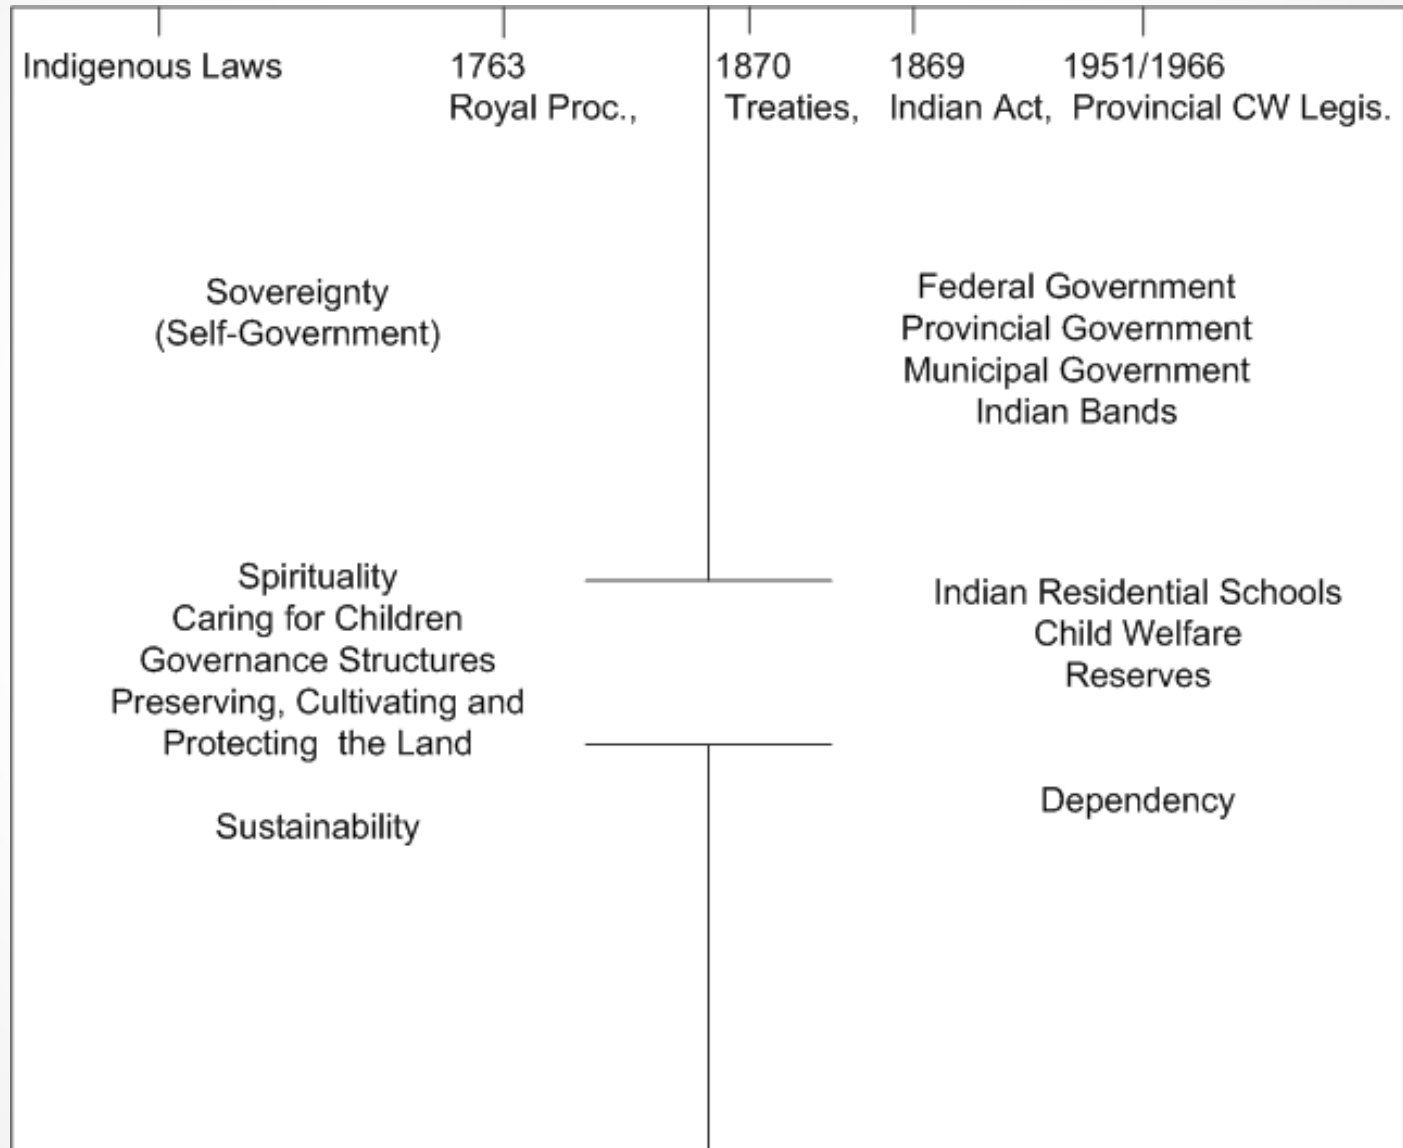 Indigenous Laws
1763
Royal Proc.,
1870
Treaties,
1869
Indian Act,
1951/1966
Provincial CW Legis.
Sovereignty
(Self-Government)
Federal Government
Provincial Government
Municipal Government
Indian Bands
Spirituality
Caring for Children
Governance Structures
Preserving, Cultivating and
Protecting the Land
Sustainability
Indian Residential Schools
Child Welfare
Reserves
Dependency